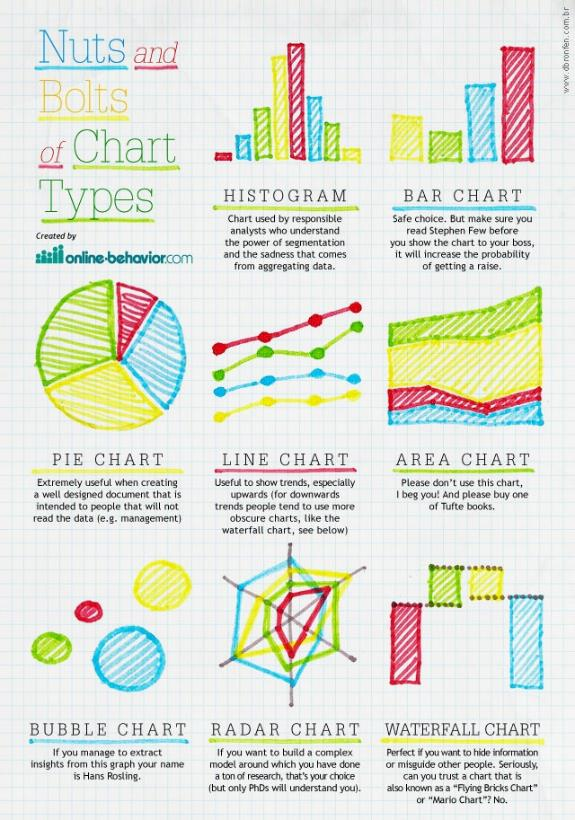 www.dbronfen.com.br
Nuts and
Bolts
of Chart
Types
Created by
online-behavior.com
HISTOGRAM
Chart used by responsible
analysts who understand
the power of segmentation
and the sadness that comes
from aggregating data.
BAR CHART
Safe choice. But make sure you
read Stephen Few before
you show the chart to your boss,
it will increase the probability
of getting a raise.
PIE CHART
Extremely useful when creating
a well designed document that is
intended to people that will not
read the data (e.g. management)
LINE CHART
Useful to show trends, especially
upwards (for downwards
trends people tend to use more
obscure charts, like the
waterfall chart, see below)
AREA CHART
Please don't use this chart,
I beg you! And please buy one
of Tufte books.
BUBBLE CHART
If you manage to extract
insights from this graph your name
is Hans Rosling.
RADAR CHART
If you want to build a complex
model around which you have done
a ton of research, that's your choice
(but only PhDs will understand you).
WATERFALL CHART
Perfect if you want to hide information
or misguide other people. Seriously,
can you trust a chart that is
also known as a "Flying Bricks Chart"
or "Mario Chart"? No.